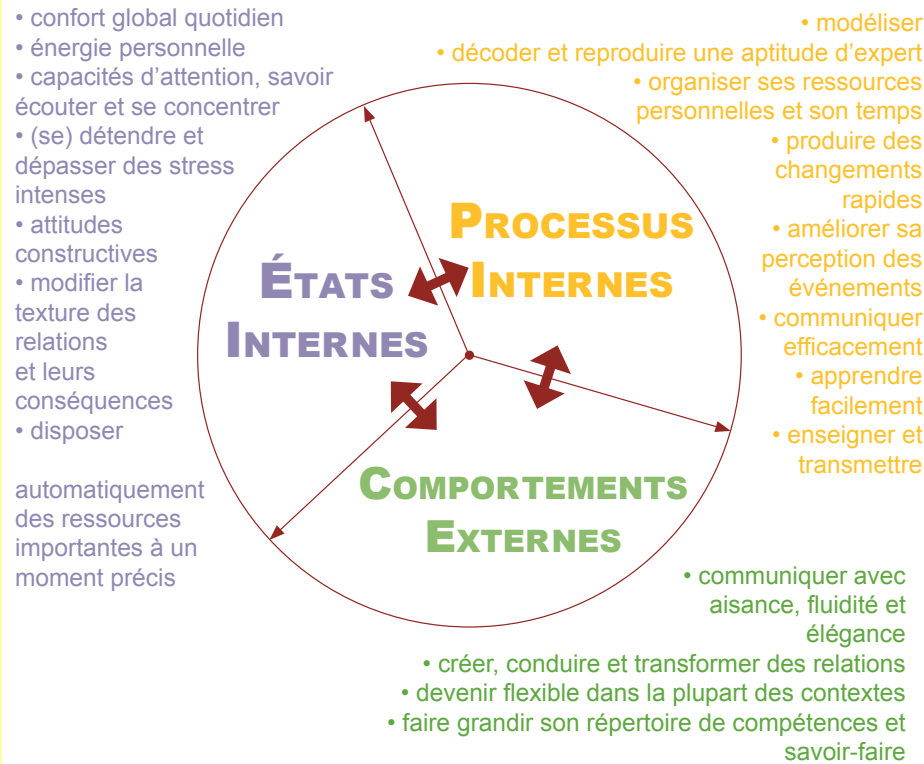 • confort global quotidien
• énergie personnelle
• capacités d’attention, savoir
écouter et se concentrer
• (se) détendre et
dépasser des stress
intenses
• attitudes
constructives
• modifier la
texture des
relations
et leurs
conséquences
• disposer
automatiquement
des ressources
importantes à un
moment précis
États
Internes
• modéliser
• décoder et reproduire une aptitude d’expert
• organiser ses ressources
personnelles et son temps
• produire des
changements
rapides
• améliorer sa
perception des
événements
• communiquer
efficacement
• apprendre
facilement
• enseigner et
transmettre
Processus
Internes
Comportements
Externes
• communiquer avec
aisance, fluidité et
élégance
• créer, conduire et transformer des relations
• devenir flexible dans la plupart des contextes
• faire grandir son répertoire de compétences et
savoir-faire